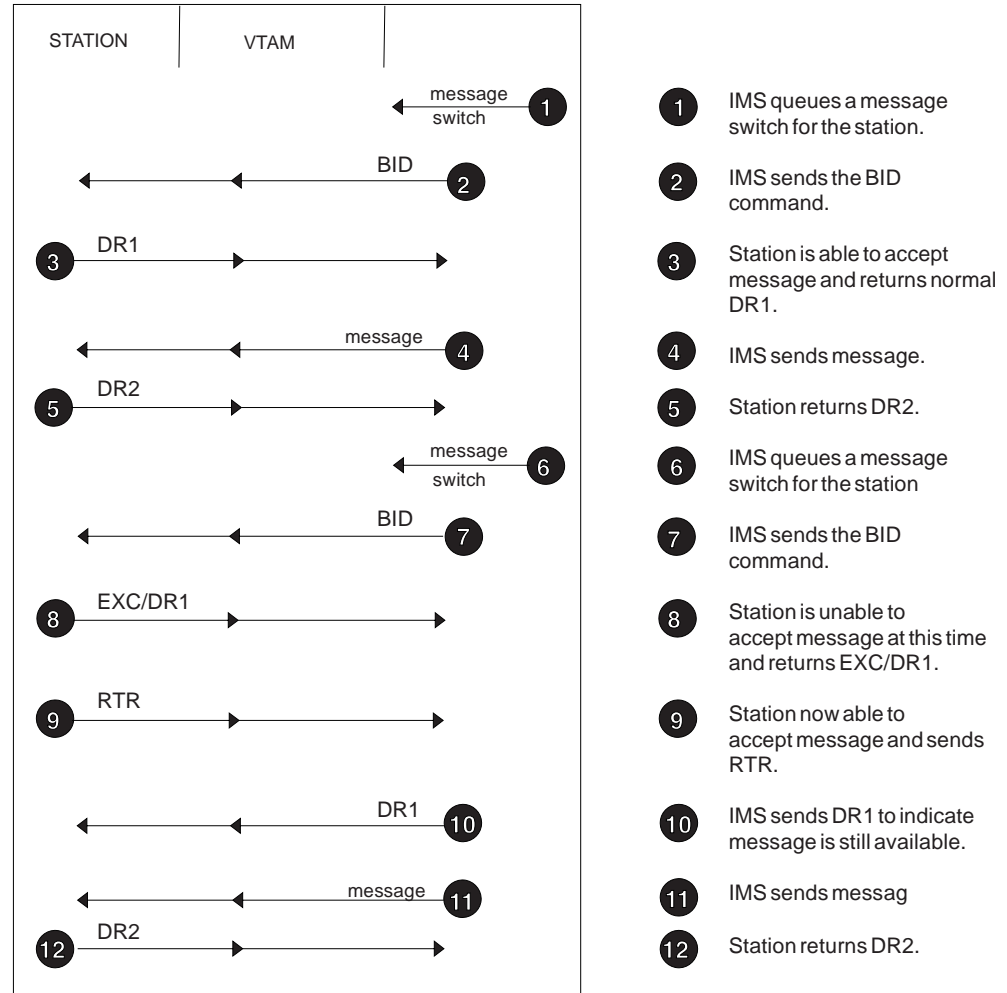 STATION
VTAM
message
switch
1
BID
2
DR1
3
message
4
DR2
5
message
switch
6
BID
7
EXC/DR1
8
RTR
9
DR1
10
message
11
DR2
12
1 IMS queues a message
switch for the station.
2 IMS sends the BID
command.
3 Station is able to accept
message and returns normal
DR1.
4 IMS sends message.
5 Station returns DR2.
6 IMS queues a message
switch for the station
7 IMS sends the BID
command.
8 Station is unable to
accept message at this time
and returns EXC/DR1.
9 Station now able to
accept message and sends
RTR.
10 IMS sends DR1 to indicate
message is still available.
11 IMS sends messag
12 Station returns DR2.